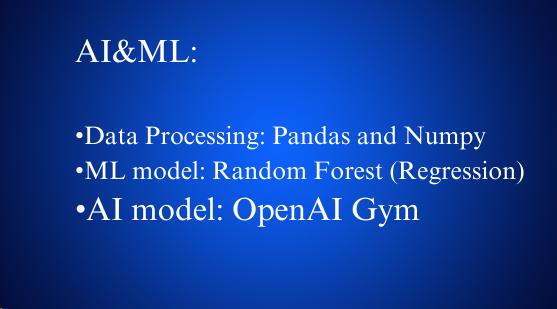 AI&ML:
•Data Processing: Pandas and Numpy
•ML model: Random Forest (Regression)
•AI model: OpenAI Gym